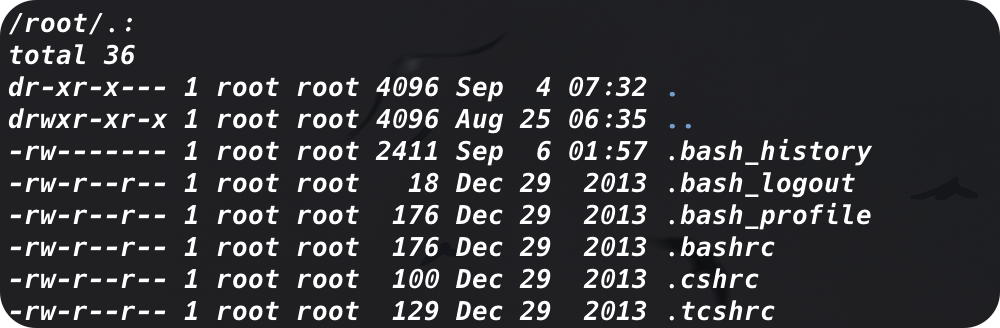 /root/.:
total 36
dr-xr-x--- 1 root root 4096 Sep  4 07:32 .
drwxr-xr-x 1 root root 4096 Aug 25 06:35 ..
-rw------- 1 root root 2411 Sep  6 01:57 .bash_history
-rw-r--r-- 1 root root   18 Dec 29  2013 .bash_logout
-rw-r--r-- 1 root root  176 Dec 29  2013 .bash_profile
-rw-r--r-- 1 root root  176 Dec 29  2013 .bashrc
-rw-r--r-- 1 root root  100 Dec 29  2013 .cshrc
-rw-r--r-- 1 root root  129 Dec 29  2013 .tcshrc